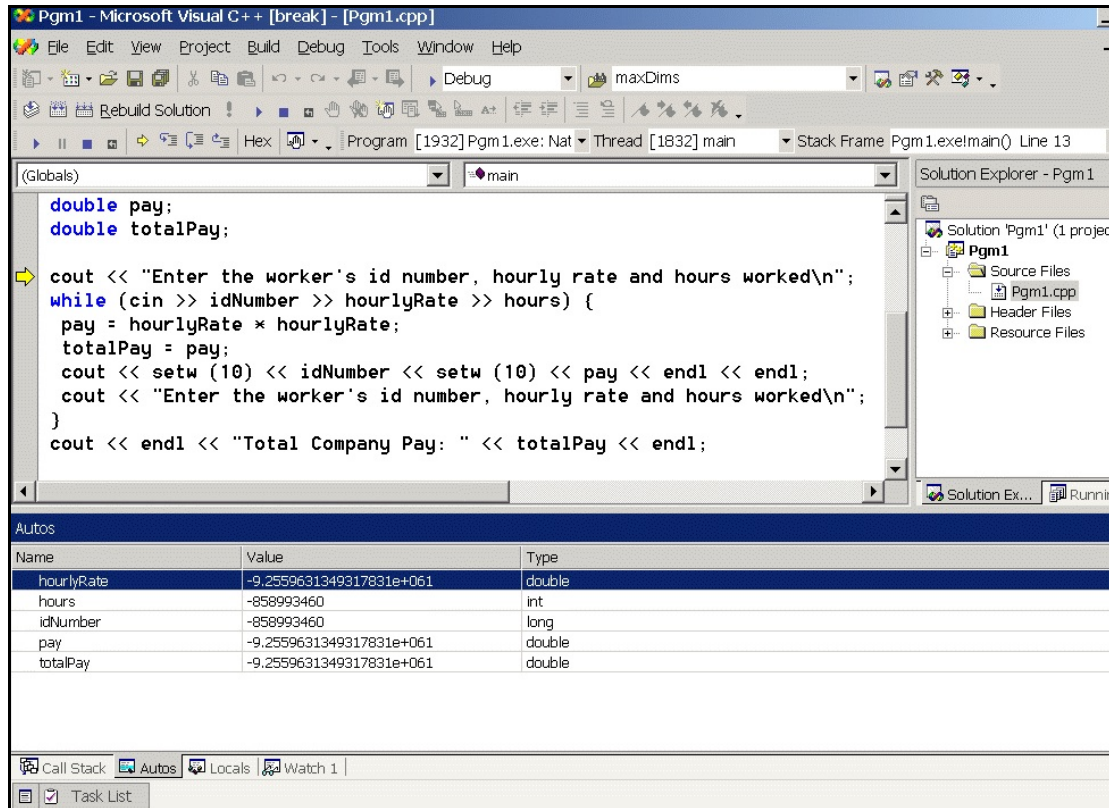 Pgm1 - Microsoft Visual C++ [break] - [Pgm1.cpp]
File Edit View Project Build Debug Tools Window Help
Debug maxDims
Rebuild Solution
Hex Program [1932] Pgm1.exe: Nat Thread [1832] main Stack Frame Pgm1.exe!main() Line 13
(Globals) main
double pay;
double totalPay;
cout << "Enter the worker's id number, hourly rate and hours worked\n";
while (cin >> idNumber >> hourlyRate >> hours) {
pay = hourlyRate * hourlyRate;
totalPay = pay;
cout << setw (10) << idNumber << setw (10) << pay << endl << endl;
cout << "Enter the worker's id number, hourly rate and hours worked\n";
}
cout << endl << "Total Company Pay: " << totalPay << endl;
Solution Explorer - Pgm1
Solution 'Pgm1' (1 projec
Pgm1
Source Files
Pgm1.cpp
Header Files
Resource Files
Solution Ex... Runnin
Autos
Name Value Type
hourlyRate -9.2559631349317831e+061 double
hours -858993460 int
idNumber -858993460 long
pay -9.2559631349317831e+061 double
totalPay -9.2559631349317831e+061 double
Call Stack Autos Locals Watch 1
Task List